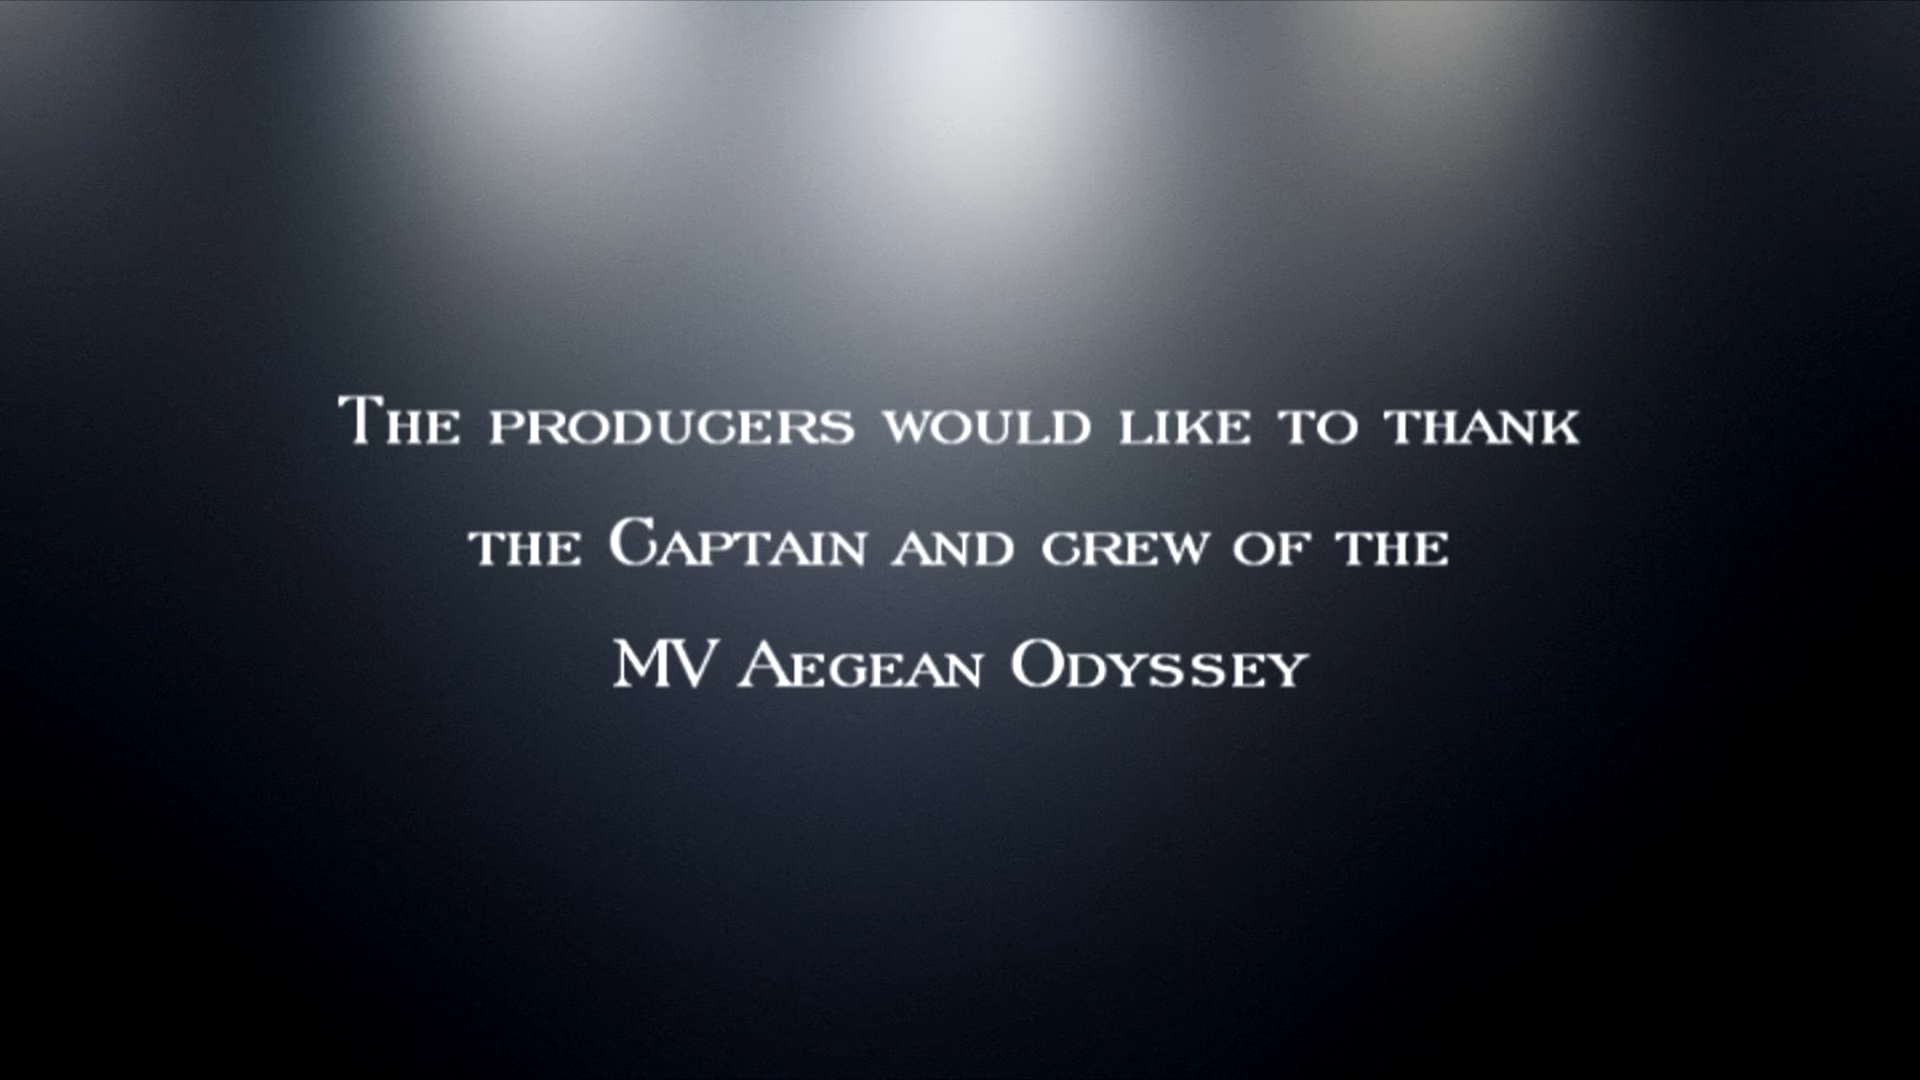 The producers would like to thank
the Captain and crew of the
MV Aegean Odyssey